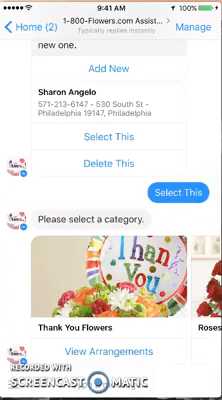 9:41 AM
100%
Home (2)
1-800-Flowers.com Assist...
Typically replies instantly
Manage
new one.
Add New
Sharon Angelo
571-213-6147 - 530 South St -
Philadelphia 19147, Philadelphia
Select This
Delete This
Select This
Please select a category.
Thank You
Thank You Flowers
Roses
View Arrangements
RECORDED WITH
SCREENCAST MATIC